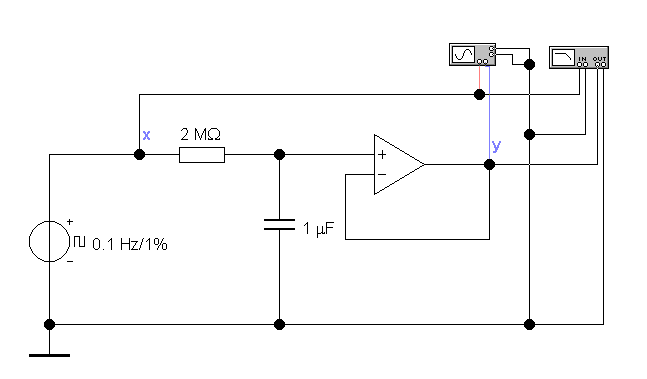 IN OUT
x
2 MΩ
y
+
−
1 µF
+
0.1 Hz/1%
−